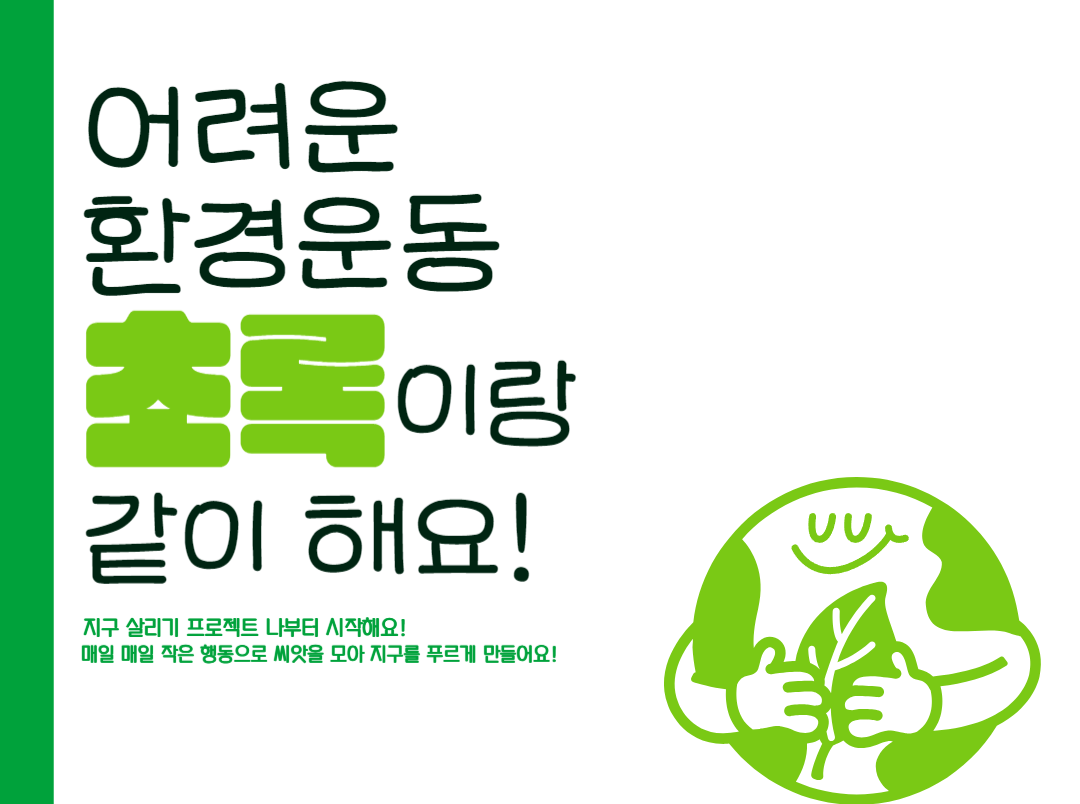 어려운
환경운동
초록이랑
같이 해요!
지구 살리기 프로젝트 나부터 시작해요!
매일 매일 작은 행동으로 씨앗을 모아 지구를 푸르게 만들어요!